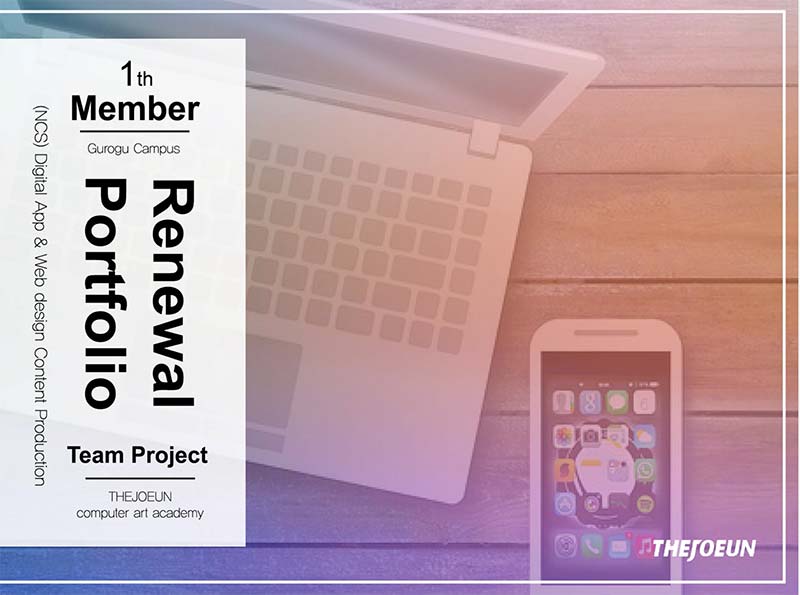 1th
Member
Gurogu Campus
Renewal
Portfolio
(NCS) Digital App & Web design Content Production
Team Project
THEJOEUN
computer art academy
THEJOEUN